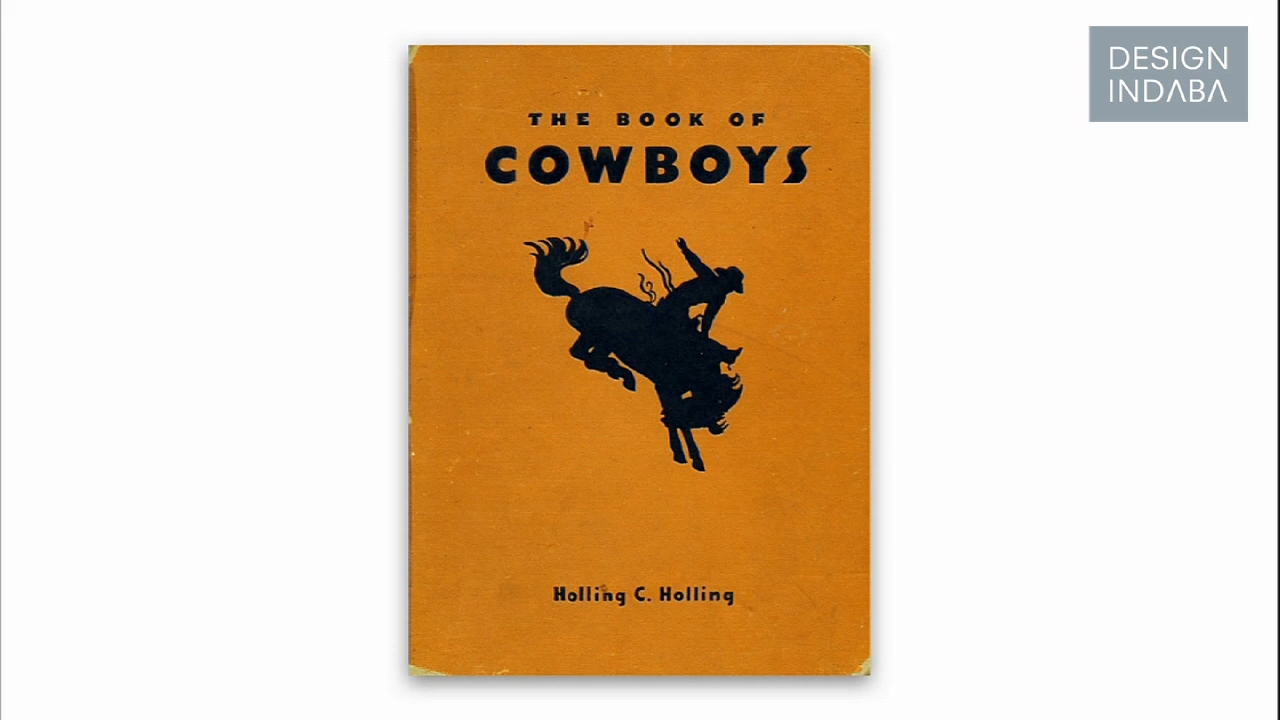 THE BOOK OF
COWBOYS
Holling C. Holling
DESIGN
INDABA